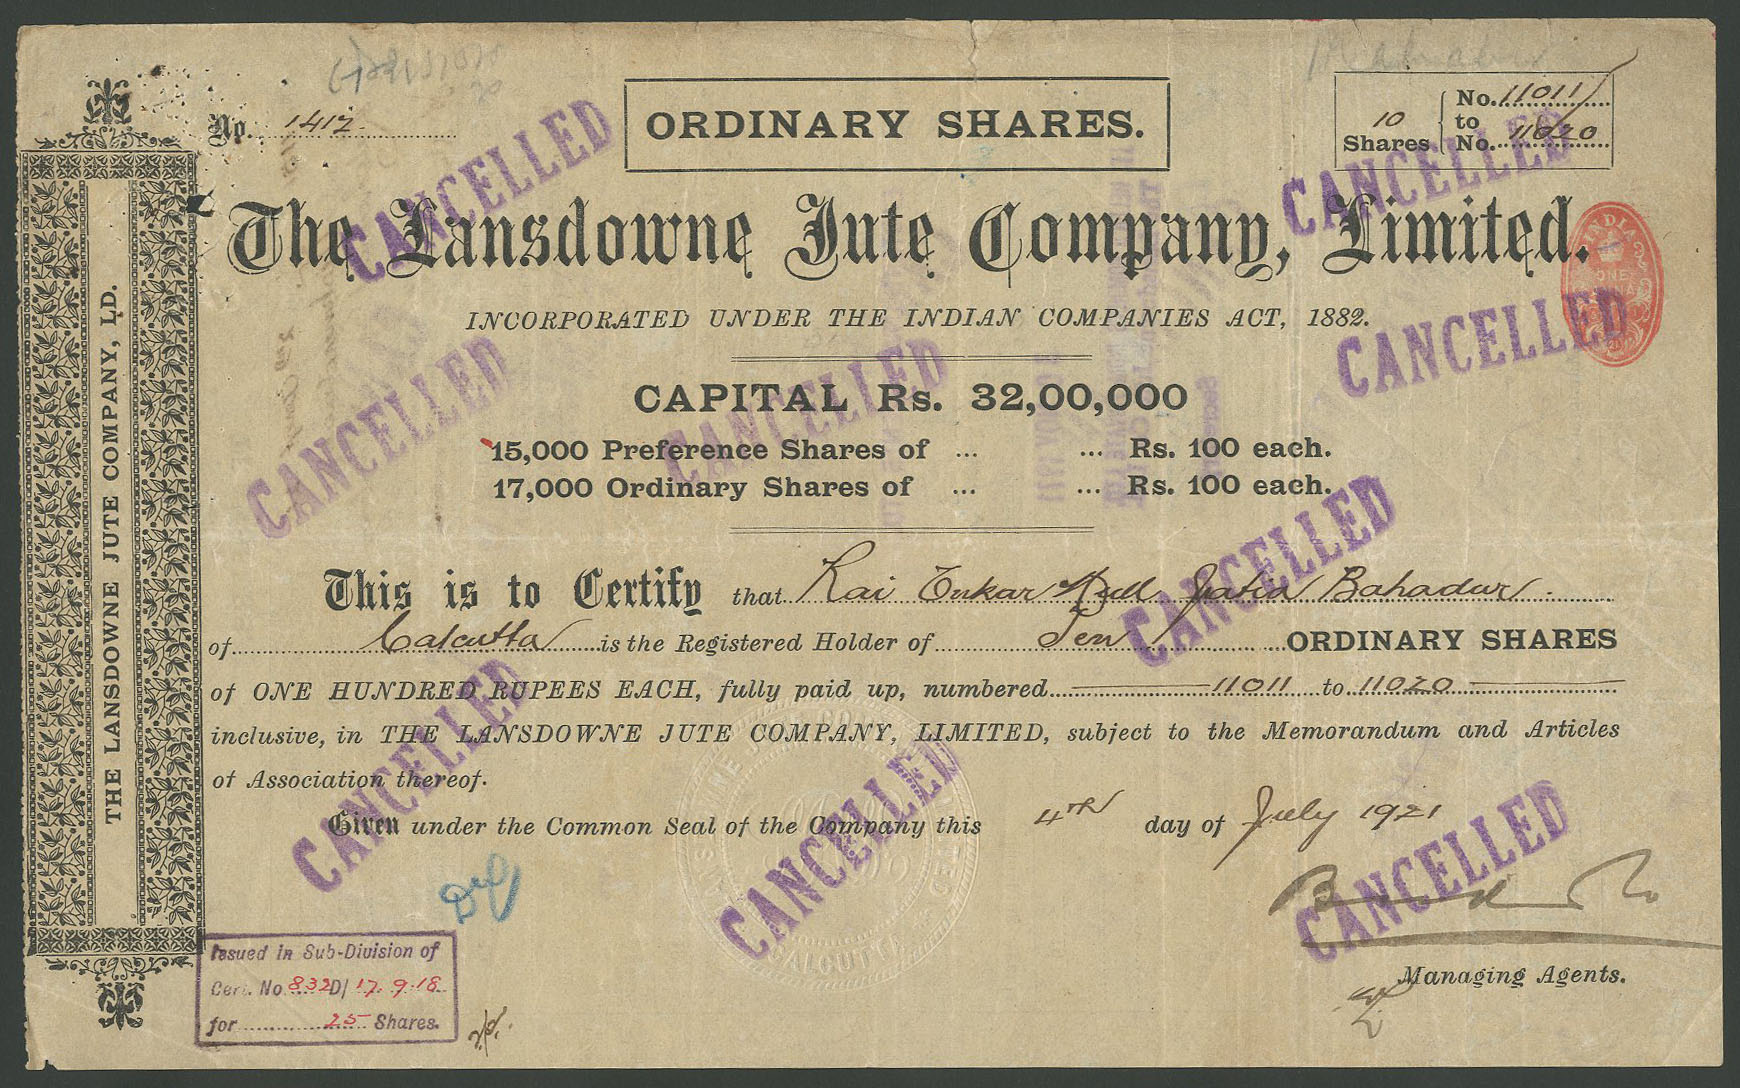 ORDINARY SHARES.
No. 1412.
10 Shares
No. 11011
to
No. 11020
The Lansdowne Jute Company, Limited.
INDIA
ONE
INCORPORATED UNDER THE INDIAN COMPANIES ACT, 1882.
CAPITAL Rs. 32,00,000
15,000 Preference Shares of ... ... Rs. 100 each.
17,000 Ordinary Shares of ... ... Rs. 100 each.
This is to Certify that Rai Onkar Mull Jatia Bahadur.
of Calcutta is the Registered Holder of Ten ORDINARY SHARES
of ONE HUNDRED RUPEES EACH, fully paid up, numbered 11011 to 11020
inclusive, in THE LANSDOWNE JUTE COMPANY, LIMITED, subject to the Memorandum and Articles
of Association thereof.
Given under the Common Seal of the Company this 4TH day of July 1921
Managing Agents.
Issued in Sub-Division of
Cert. No 832D/ 17.9.18
for 25 Shares.
THE LANSDOWNE JUTE COMPANY, LD.
CALCUTTA
CANCELLED
CANCELLED
CANCELLED
CANCELLED
CANCELLED
CANCELLED
CANCELLED
CANCELLED
CANCELLED